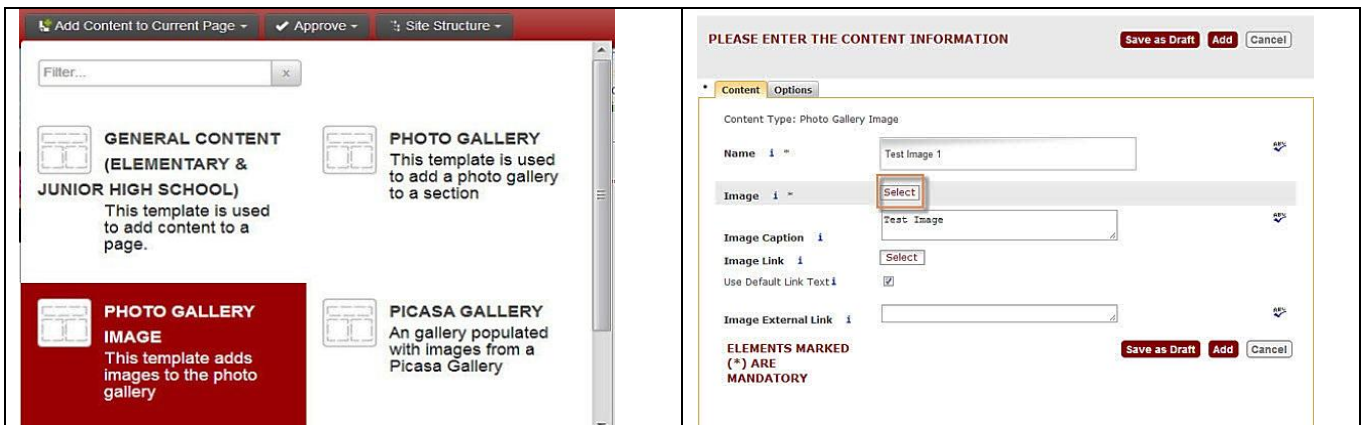 Add Content to Current Page
Approve
Site Structure
Filter...
x
GENERAL CONTENT
(ELEMENTARY &
JUNIOR HIGH SCHOOL)
This template is used
to add content to a
page.
PHOTO GALLERY
This template is used
to add a photo gallery
to a section
PHOTO GALLERY
IMAGE
This template adds
images to the photo
gallery
PICASA GALLERY
An gallery populated
with images from a
Picasa Gallery
PLEASE ENTER THE CONTENT INFORMATION
Save as Draft Add Cancel
Content Options
Content Type: Photo Gallery Image
Name i * Test Image 1
ABC
Image i * Select
Test Image
ABC
Image Caption i
Image Link i Select
Use Default Link Text i
Image External Link i
ABC
ELEMENTS MARKED
(*) ARE
MANDATORY
Save as Draft Add Cancel